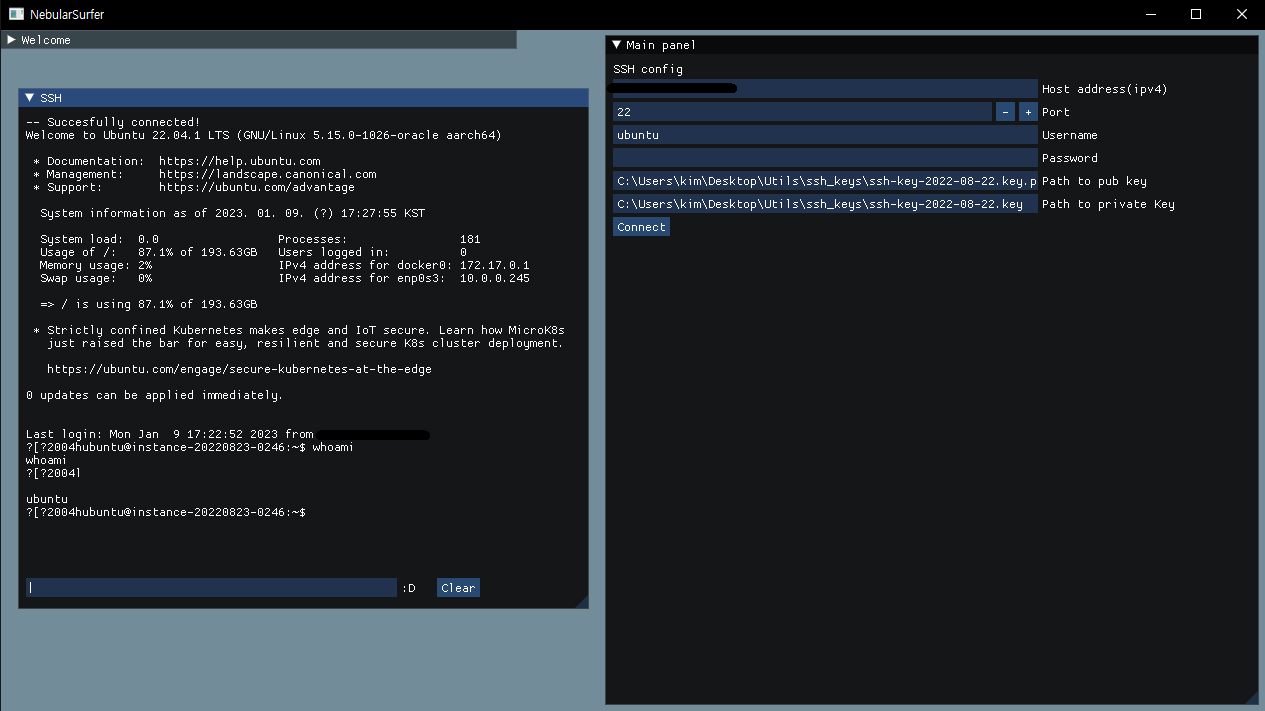 NebularSurfer
Welcome
SSH
-- Succesfully connected!
Welcome to Ubuntu 22.04.1 LTS (GNU/Linux 5.15.0-1026-oracle aarch64)
* Documentation:  https://help.ubuntu.com
* Management:     https://landscape.canonical.com
* Support:        https://ubuntu.com/advantage
System information as of 2023. 01. 09. (?) 17:27:55 KST
System load:  0.0                Processes:                181
Usage of /:   87.1% of 193.63GB   Users logged in:          0
Memory usage: 2%                 IPv4 address for docker0: 172.17.0.1
Swap usage:   0%                 IPv4 address for enp0s3:  10.0.0.245
=> / is using 87.1% of 193.63GB
* Strictly confined Kubernetes makes edge and IoT secure. Learn how MicroK8s
just raised the bar for easy, resilient and secure K8s cluster deployment.
https://ubuntu.com/engage/secure-kubernetes-at-the-edge
0 updates can be applied immediately.
Last login: Mon Jan  9 17:22:52 2023 from
?[?2004hubuntu@instance-20220823-0246:~$ whoami
whoami
?[?2004l
ubuntu
?[?2004hubuntu@instance-20220823-0246:~$
:D
Clear
Main panel
SSH config
Host address(ipv4)
22 - + Port
ubuntu Username
Password
C:\Users\kim\Desktop\Utils\ssh_keys\ssh-key-2022-08-22.key.p Path to pub key
C:\Users\kim\Desktop\Utils\ssh_keys\ssh-key-2022-08-22.key Path to private Key
Connect